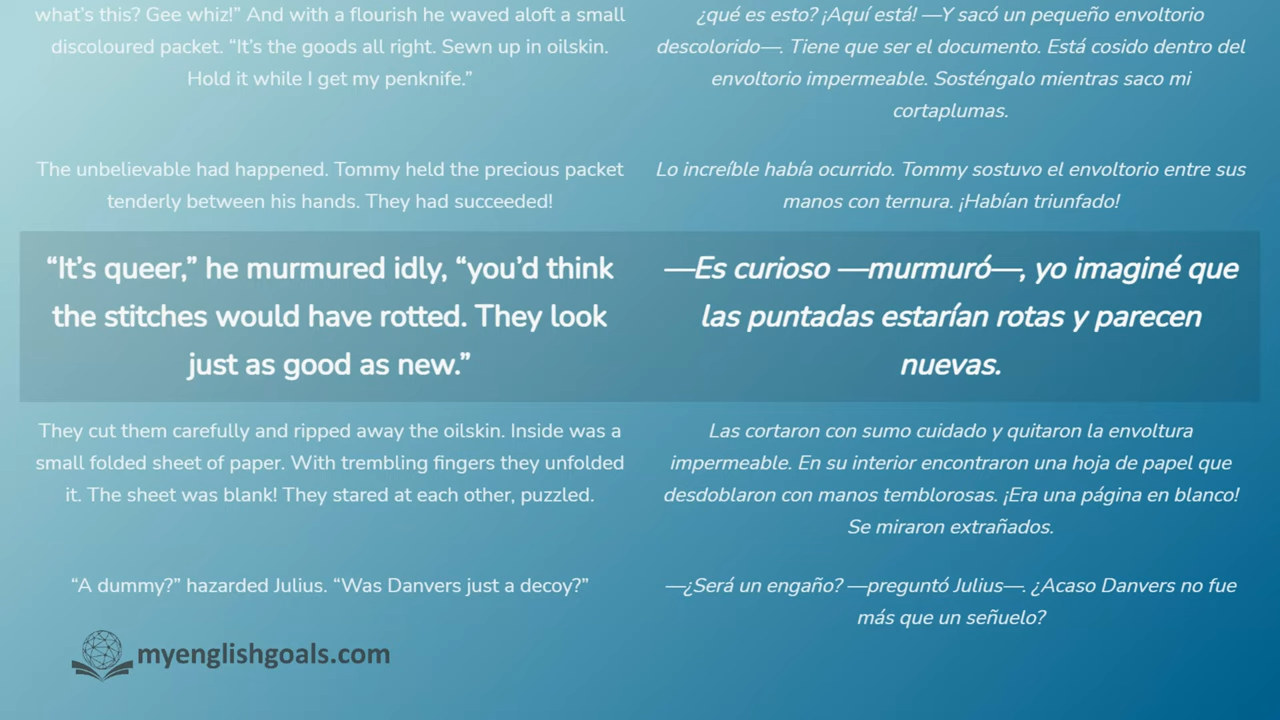 what's this? Gee whiz!” And with a flourish he waved aloft a small
discoloured packet. “It's the goods all right. Sewn up in oilskin.
Hold it while I get my penknife.”
The unbelievable had happened. Tommy held the precious packet
tenderly between his hands. They had succeeded!
“It’s queer,” he murmured idly, “you’d think
the stitches would have rotted. They look
just as good as new.”
They cut them carefully and ripped away the oilskin. Inside was a
small folded sheet of paper. With trembling fingers they unfolded
it. The sheet was blank! They stared at each other, puzzled.
“A dummy?” hazarded Julius. “Was Danvers just a decoy?”
¿qué es esto? ¡Aquí está! —Y sacó un pequeño envoltorio
descolorido—. Tiene que ser el documento. Está cosido dentro del
envoltorio impermeable. Sosténgalo mientras saco mi
cortaplumas.
Lo increíble había ocurrido. Tommy sostuvo el envoltorio entre sus
manos con ternura. ¡Habían triunfado!
—Es curioso —murmuró—, yo imaginé que
las puntadas estarían rotas y parecen
nuevas.
Las cortaron con sumo cuidado y quitaron la envoltura
impermeable. En su interior encontraron una hoja de papel que
desdoblaron con manos temblorosas. ¡Era una página en blanco!
Se miraron extrañados.
—¿Será un engaño? —preguntó Julius—. ¿Acaso Danvers no fue
más que un señuelo?
myenglishgoals.com